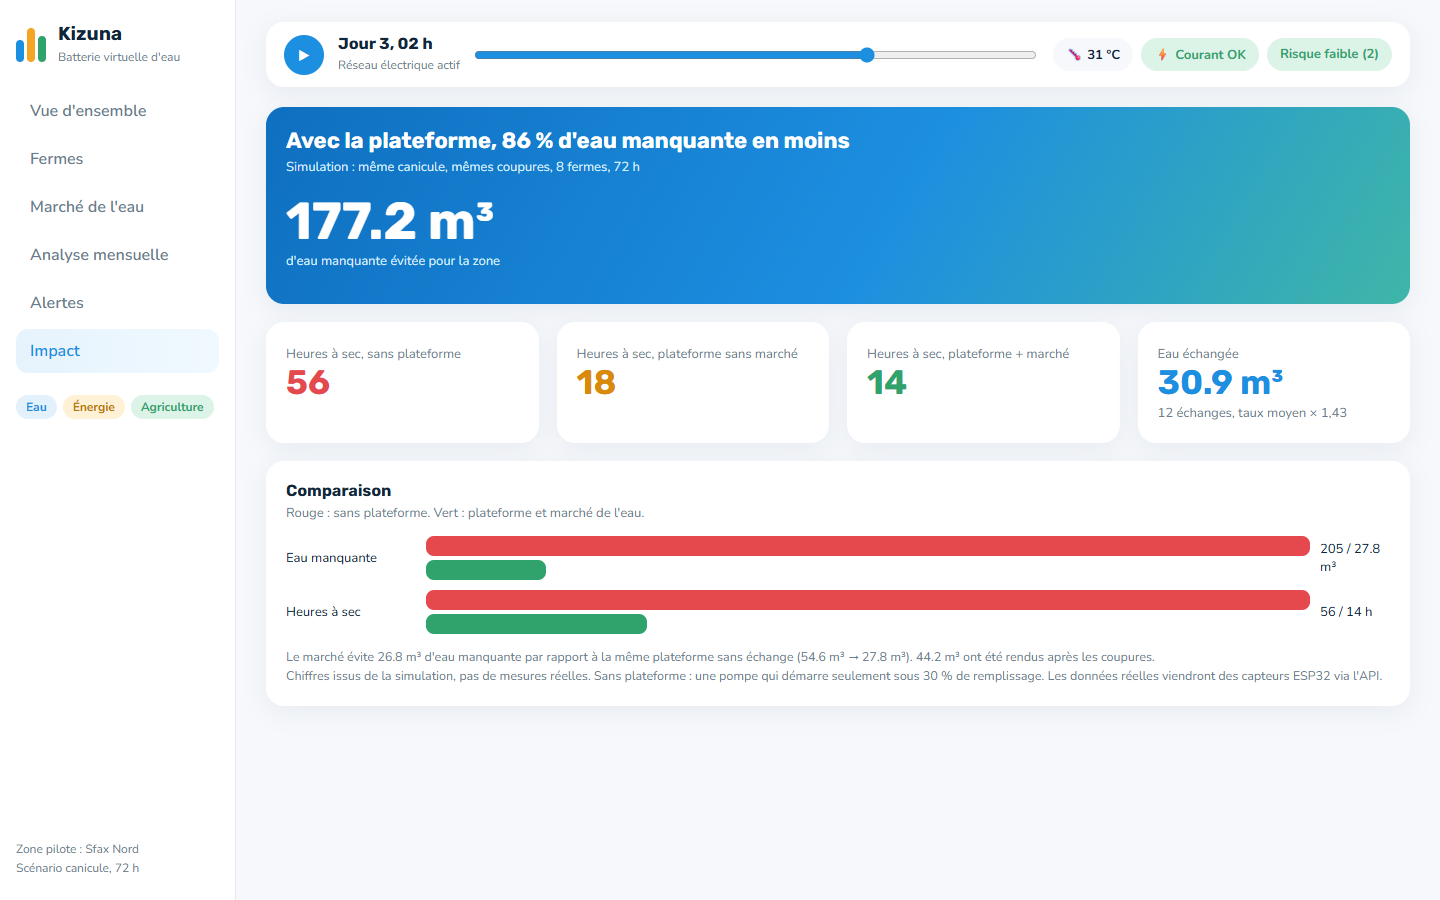 Kizuna
Batterie virtuelle d'eau
Vue d'ensemble
Fermes
Marché de l'eau
Analyse mensuelle
Alertes
Impact
Eau
Énergie
Agriculture
Zone pilote : Sfax Nord
Scénario canicule, 72 h
Jour 3, 02 h
Réseau électrique actif
31 °C
Courant OK
Risque faible (2)
Avec la plateforme, 86 % d'eau manquante en moins
Simulation : même canicule, mêmes coupures, 8 fermes, 72 h
177.2 m³
d'eau manquante évitée pour la zone
Heures à sec, sans plateforme
56
Heures à sec, plateforme sans marché
18
Heures à sec, plateforme + marché
14
Eau échangée
30.9 m³
12 échanges, taux moyen × 1,43
Comparaison
Rouge : sans plateforme. Vert : plateforme et marché de l'eau.
Eau manquante
205 / 27.8
m³
Heures à sec
56 / 14 h
Le marché évite 26.8 m³ d'eau manquante par rapport à la même plateforme sans échange (54.6 m³ → 27.8 m³). 44.2 m³ ont été rendus après les coupures.
Chiffres issus de la simulation, pas de mesures réelles. Sans plateforme : une pompe qui démarre seulement sous 30 % de remplissage. Les données réelles viendront des capteurs ESP32 via l'API.